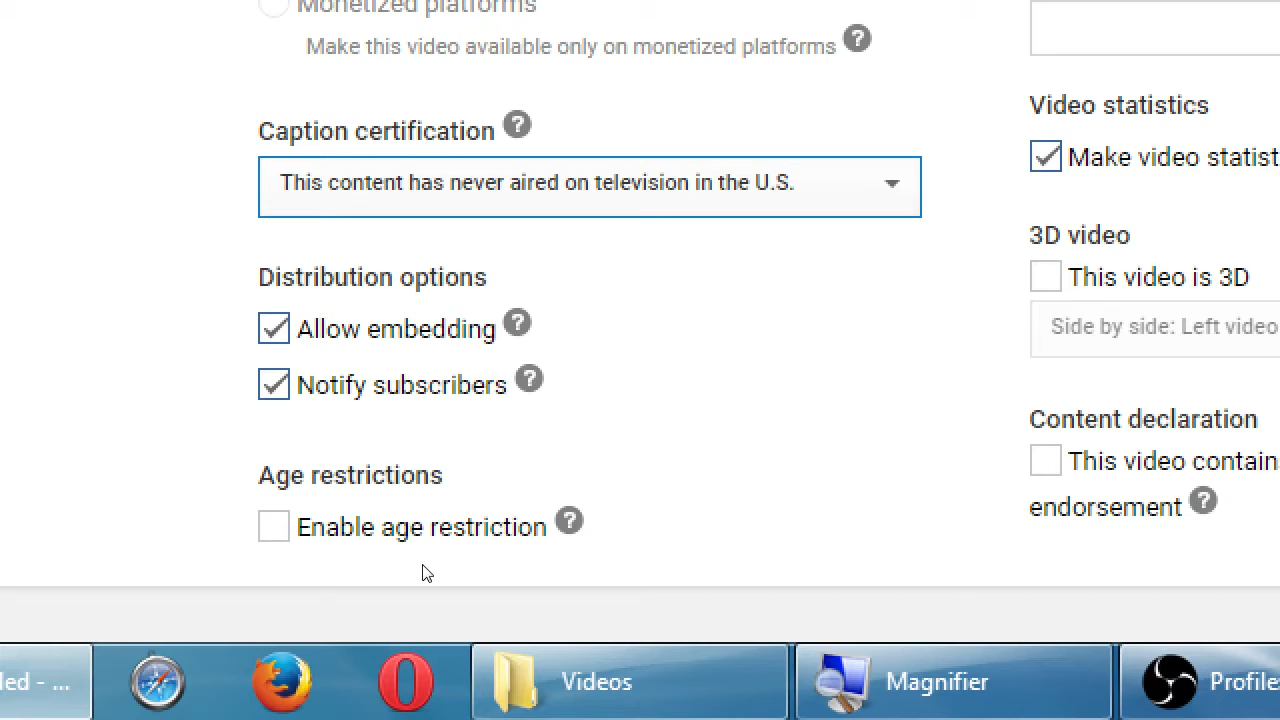 Monetized platforms
Make this video available only on monetized platforms ?
Caption certification ?
This content has never aired on television in the U.S.
Distribution options
Allow embedding ?
Notify subscribers ?
Age restrictions
Enable age restriction ?
Video statistics
Make video statist
3D video
This video is 3D
Side by side: Left video
Content declaration
This video contain
endorsement ?
led - ...
Videos
Magnifier
Profile